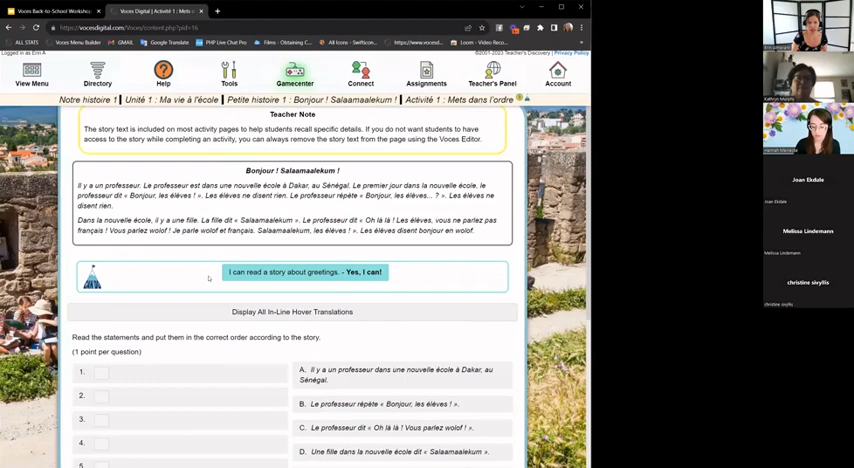 Voces Back-to-School Workshop
Voces Digital | Activité 1 : Mets d
https://vocesdigital.com/Voces/content.php?pid=16
ALL STATS
Voces Menu Builder
GMAIL
Google Translate
PHP Live Chat Pro
Films : Obtaining C...
All Icons : Swiftcon...
https://www.vocesd...
Loom : Video Reco...
Logged in as Erin A
©2001-2023 Teacher's Discovery | Privacy Policy
View Menu
Directory
Help
Tools
Gamecenter
Connect
Assignments
Teacher's Panel
Account
Notre histoire 1 | Unité 1 : Ma vie à l'école | Petite histoire 1 : Bonjour ! Salaamaalekum ! | Activité 1 : Mets dans l'ordre
Teacher Note
The story text is included on most activity pages to help students recall specific details. If you do not want students to have
access to the story while completing an activity, you can always remove the story text from the page using the Voces Editor.
Bonjour ! Salaamaalekum !
Il y a un professeur. Le professeur est dans une nouvelle école à Dakar, au Sénégal. Le premier jour dans la nouvelle école, le
professeur dit « Bonjour, les élèves ! ». Les élèves ne disent rien. Le professeur répète « Bonjour, les élèves... ? ». Les élèves ne
disent rien.
Dans la nouvelle école, il y a une fille. La fille dit « Salaamaalekum ». Le professeur dit « Oh là là ! Les élèves, vous ne parlez pas
français ! Vous parlez wolof ! Je parle wolof et français. Salaamaalekum, les élèves ! ». Les élèves disent bonjour en wolof.
I can read a story about greetings. - Yes, I can!
Display All In-Line Hover Translations
Read the statements and put them in the correct order according to the story.
(1 point per question)
1.
2.
3.
4.
5.
A. Il y a un professeur dans une nouvelle école à Dakar, au
Sénégal.
B. Le professeur répète « Bonjour, les élèves ! ».
C. Le professeur dit « Oh là là ! Vous parlez wolof ! ».
D. Une fille dans la nouvelle école dit « Salaamaalekum ».
Kathryn Murphy
Joan Ekdale
Joan Ekdale
Melissa Lindemann
Melissa Lindemann
christine sivyllis
christine sivyllis